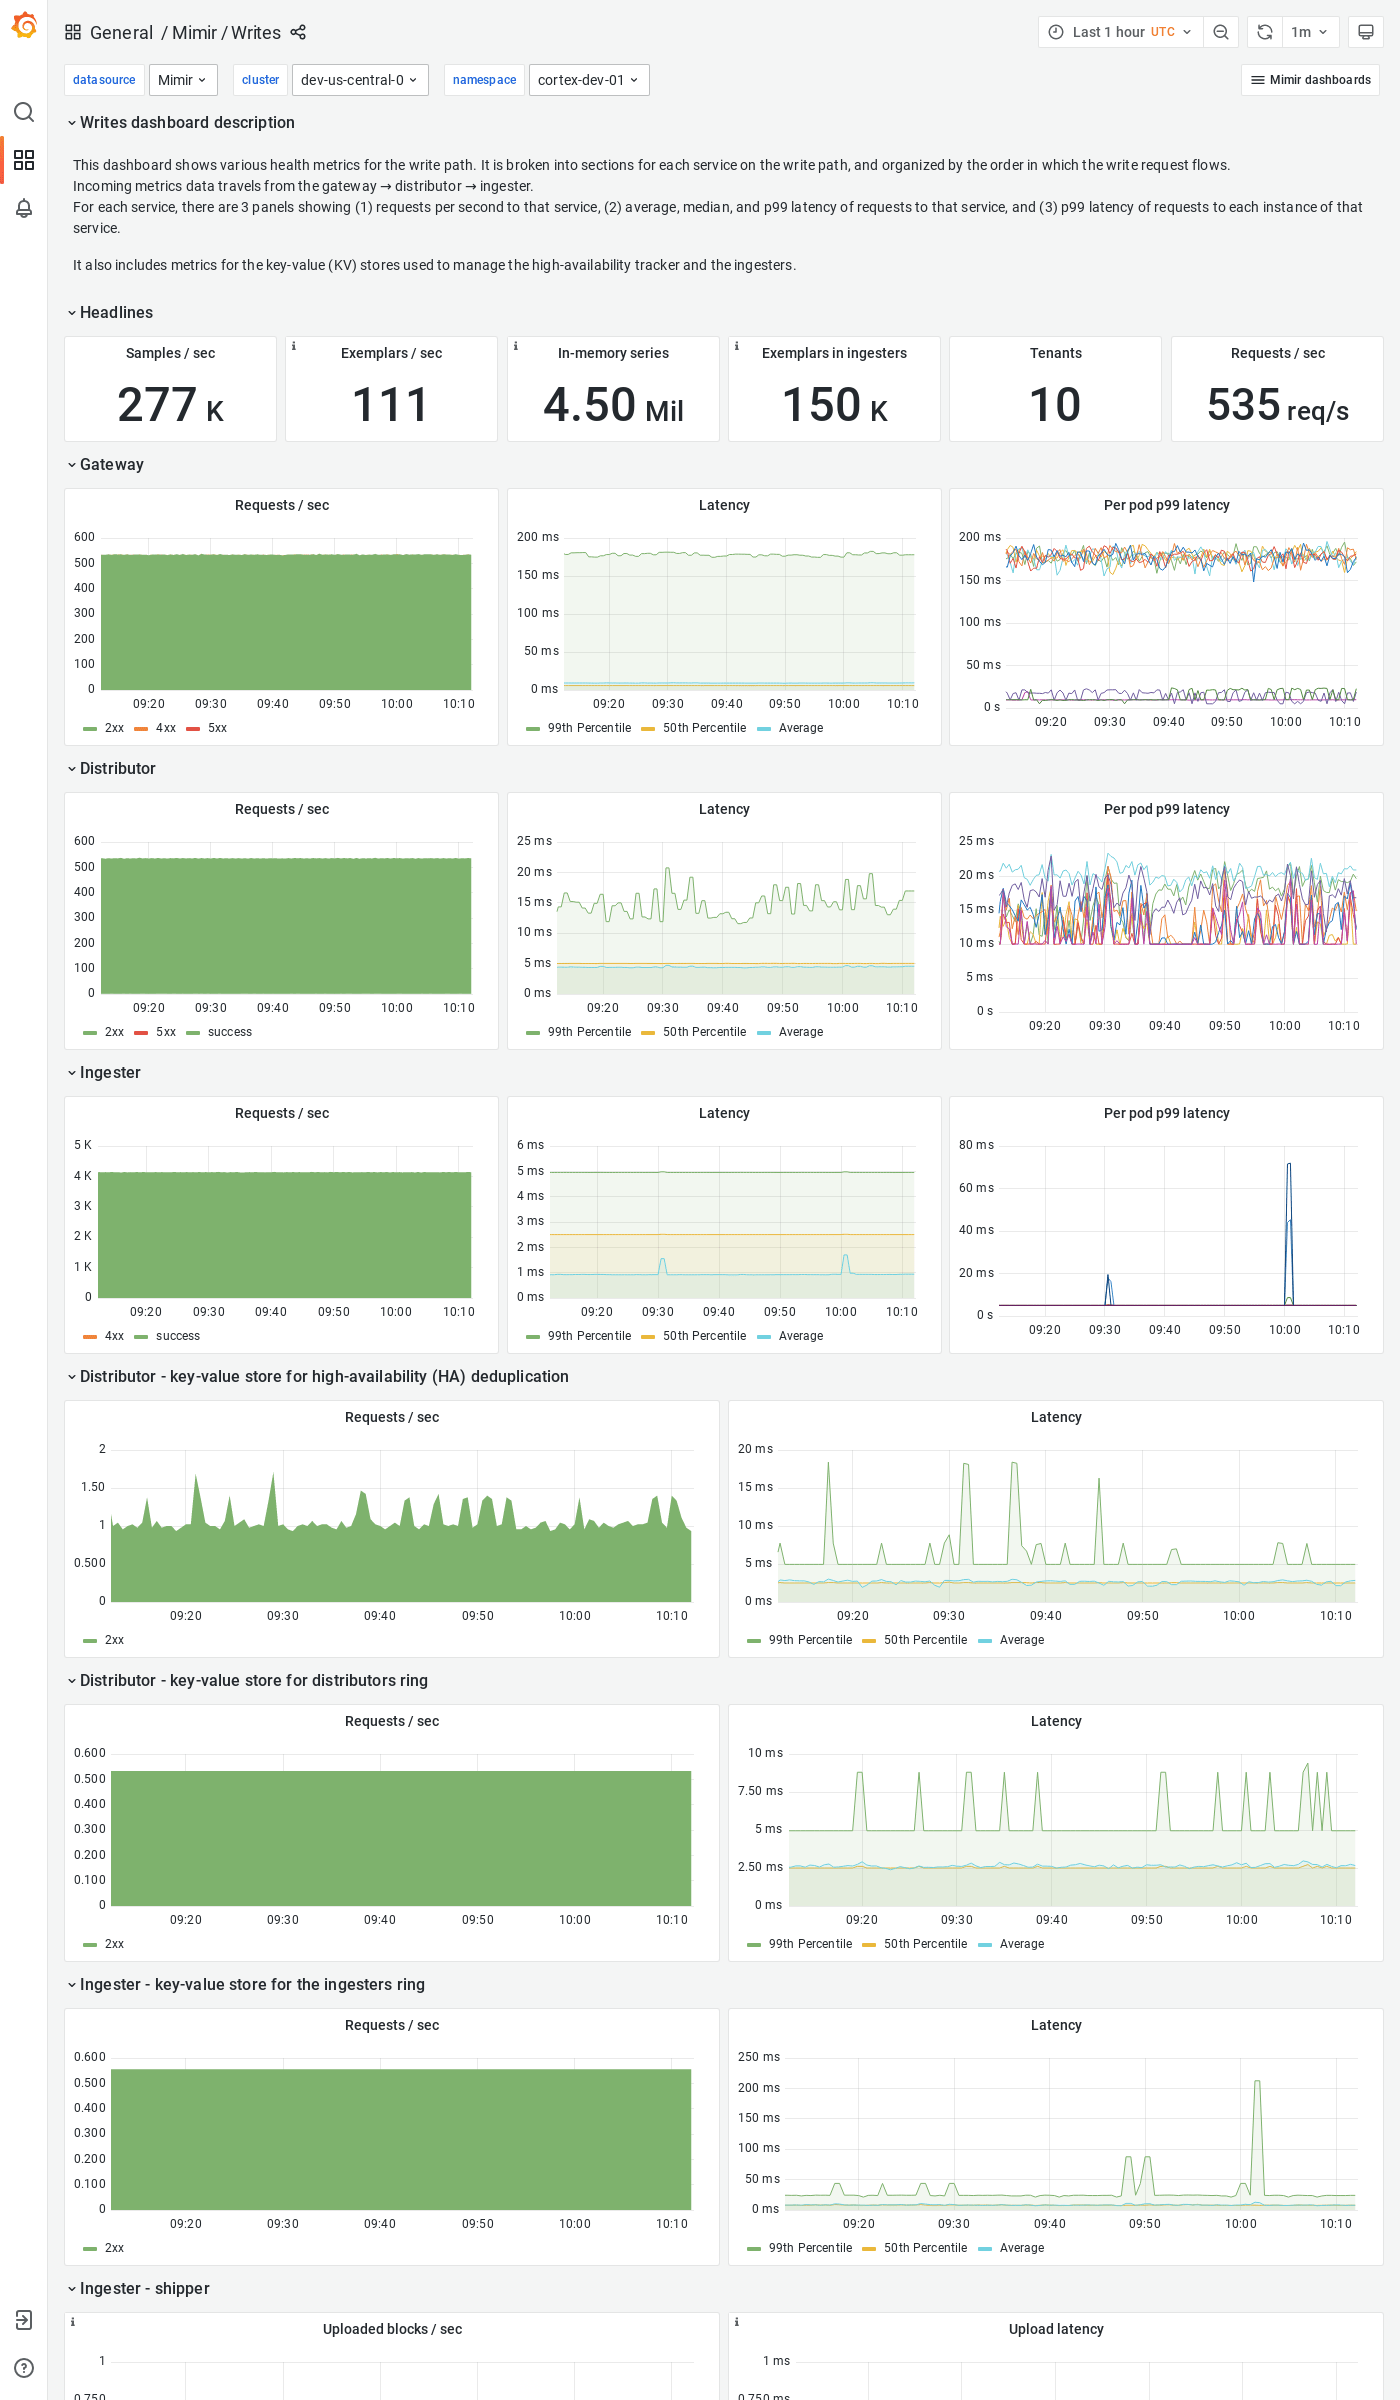 General / Mimir / Writes
Last 1 hour UTC
1m
datasource Mimir cluster dev-us-central-0 namespace cortex-dev-01 Mimir dashboards
Writes dashboard description
This dashboard shows various health metrics for the write path. It is broken into sections for each service on the write path, and organized by the order in which the write request flows.
Incoming metrics data travels from the gateway → distributor → ingester.
For each service, there are 3 panels showing (1) requests per second to that service, (2) average, median, and p99 latency of requests to that service, and (3) p99 latency of requests to each instance of that
service.
It also includes metrics for the key-value (KV) stores used to manage the high-availability tracker and the ingesters.
Headlines
Samples / sec
277 K
Exemplars / sec
111
In-memory series
4.50 Mil
Exemplars in ingesters
150 K
Tenants
10
Requests / sec
535 req/s
Gateway
Requests / sec
600
500
400
300
200
100
0
09:20 09:30 09:40 09:50 10:00 10:10
2xx 4xx 5xx
Latency
200 ms
150 ms
100 ms
50 ms
0 ms
09:20 09:30 09:40 09:50 10:00 10:10
99th Percentile 50th Percentile Average
Per pod p99 latency
200 ms
150 ms
100 ms
50 ms
0 s
09:20 09:30 09:40 09:50 10:00 10:10
Distributor
Requests / sec
600
500
400
300
200
100
0
09:20 09:30 09:40 09:50 10:00 10:10
2xx 5xx success
Latency
25 ms
20 ms
15 ms
10 ms
5 ms
0 ms
09:20 09:30 09:40 09:50 10:00 10:10
99th Percentile 50th Percentile Average
Per pod p99 latency
25 ms
20 ms
15 ms
10 ms
5 ms
0 s
09:20 09:30 09:40 09:50 10:00 10:10
Ingester
Requests / sec
5 K
4 K
3 K
2 K
1 K
0
09:20 09:30 09:40 09:50 10:00 10:10
4xx success
Latency
6 ms
5 ms
4 ms
3 ms
2 ms
1 ms
0 ms
09:20 09:30 09:40 09:50 10:00 10:10
99th Percentile 50th Percentile Average
Per pod p99 latency
80 ms
60 ms
40 ms
20 ms
0 s
09:20 09:30 09:40 09:50 10:00 10:10
Distributor - key-value store for high-availability (HA) deduplication
Requests / sec
2
1.50
1
0.500
0
09:20 09:30 09:40 09:50 10:00 10:10
2xx
Latency
20 ms
15 ms
10 ms
5 ms
0 ms
09:20 09:30 09:40 09:50 10:00 10:10
99th Percentile 50th Percentile Average
Distributor - key-value store for distributors ring
Requests / sec
0.600
0.500
0.400
0.300
0.200
0.100
0
09:20 09:30 09:40 09:50 10:00 10:10
2xx
Latency
10 ms
7.50 ms
5 ms
2.50 ms
0 ms
09:20 09:30 09:40 09:50 10:00 10:10
99th Percentile 50th Percentile Average
Ingester - key-value store for the ingesters ring
Requests / sec
0.600
0.500
0.400
0.300
0.200
0.100
0
09:20 09:30 09:40 09:50 10:00 10:10
2xx
Latency
250 ms
200 ms
150 ms
100 ms
50 ms
0 ms
09:20 09:30 09:40 09:50 10:00 10:10
99th Percentile 50th Percentile Average
Ingester - shipper
Uploaded blocks / sec
1
0.750
Upload latency
1 ms
0.750 ms